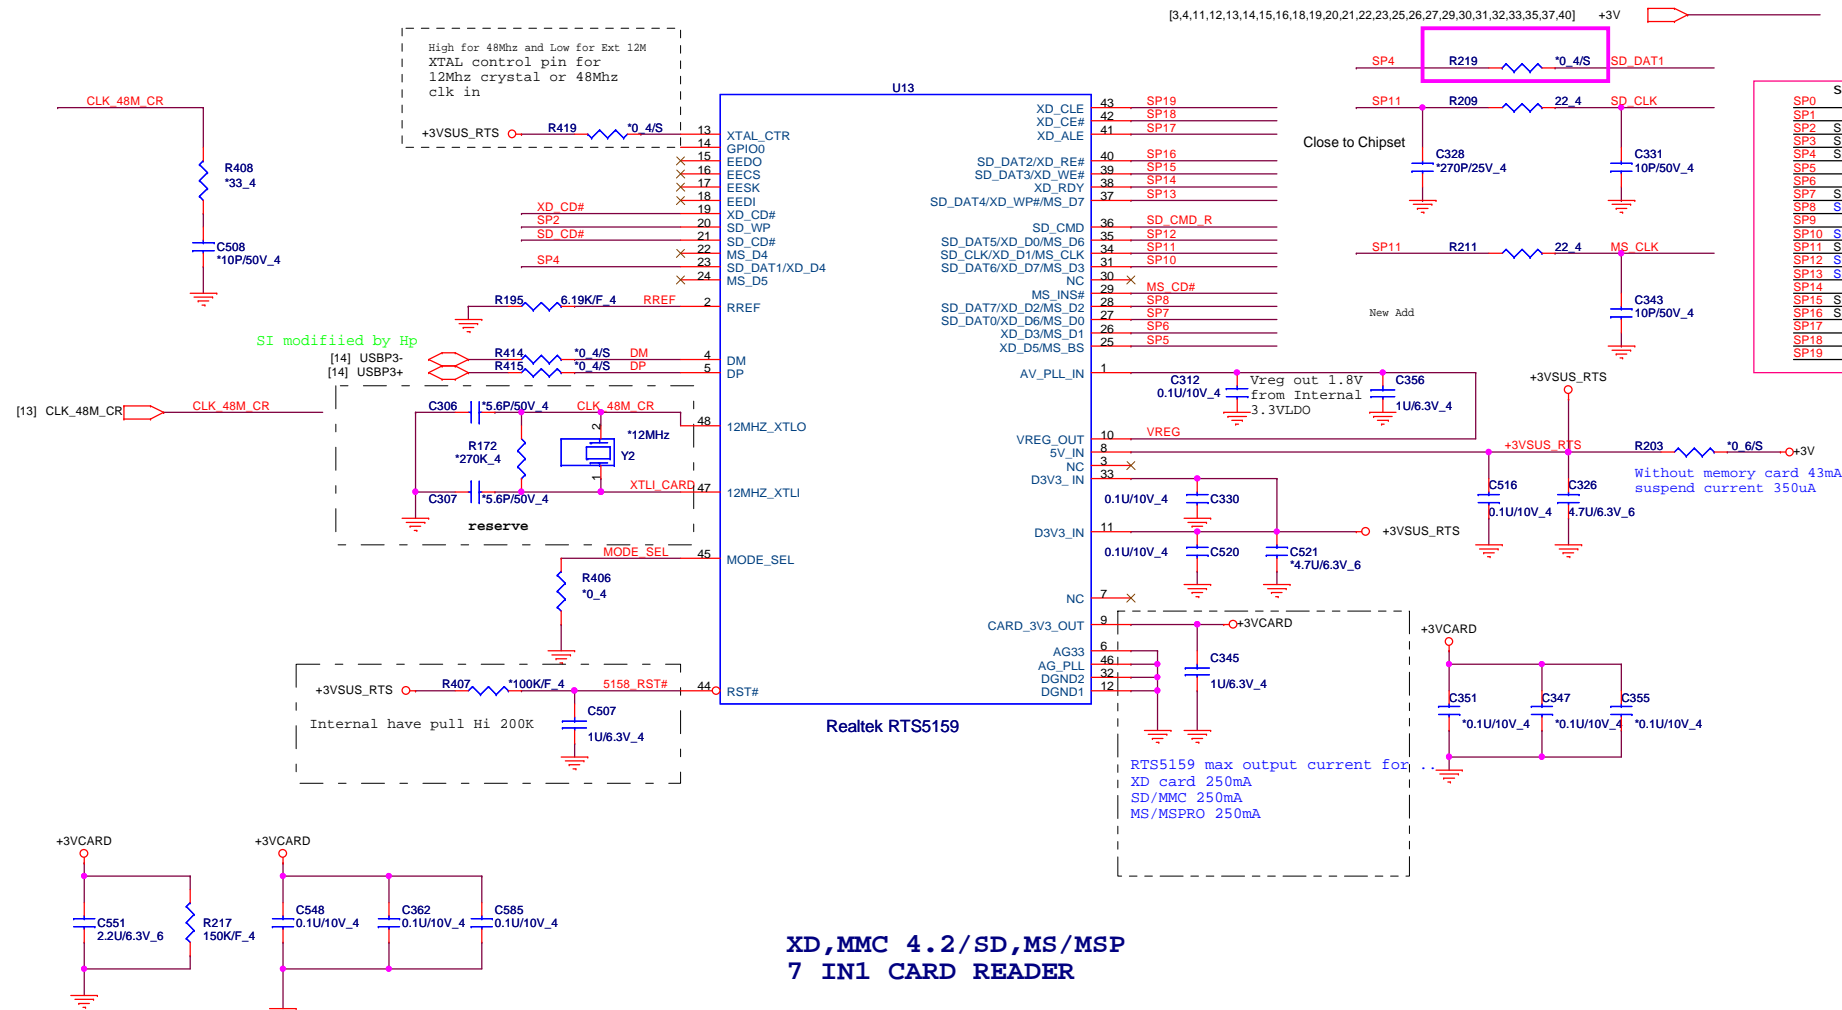 [3,4,11,12,13,14,15,16,18,19,20,21,22,23,25,26,27,29,30,31,32,33,35,37,40] +3V
High for 48Mhz and Low for Ext 12M
XTAL control pin for
12Mhz crystal or 48Mhz
clk in
+3VSUS_RTS R419 *0_4/S
CLK_48M_CR
R408
*33_4
C508
*10P/50V_4
U13
13 XTAL_CTR
14 GPIO0
15 EEDO
16 EECS
17 EESK
18 EEDI
XD_CD# 19 XD_CD#
SP2 20 SD_WP
SD_CD# 21 SD_CD#
22 MS_D4
SP4 23 SD_DAT1/XD_D4
24 MS_D5
R195 6.19K/F_4 RREF 2 RREF
SI modifiied by Hp
[14] USBP3- R414 *0_4/S DM 4 DM
[14] USBP3+ R415 *0_4/S DP 5 DP
[13] CLK_48M_CR CLK_48M_CR
C306 *5.6P/50V_4 CLK_48M_CR
48 12MHZ_XTLO
R172
*270K_4
2
*12MHz
Y2
1
C307 *5.6P/50V_4
XTLI_CARD 47 12MHZ_XTLI
reserve
MODE_SEL 45 MODE_SEL
R406
*0_4
+3VSUS_RTS R407 *100K/F_4 5158_RST# 44 RST#
Internal have pull Hi 200K
C507
1U/6.3V_4
XD_CLE 43 SP19
XD_CE# 42 SP18
XD_ALE 41 SP17
SD_DAT2/XD_RE# 40 SP16
SD_DAT3/XD_WE# 39 SP15
XD_RDY 38 SP14
SD_DAT4/XD_WP#/MS_D7 37 SP13
SD_CMD 36 SD_CMD_R
SD_DAT5/XD_D0/MS_D6 35 SP12
SD_CLK/XD_D1/MS_CLK 34 SP11
SD_DAT6/XD_D7/MS_D3 31 SP10
NC 30
MS_INS# 29 MS_CD#
SD_DAT7/XD_D2/MS_D2 28 SP8
SD_DAT0/XD_D6/MS_D0 27 SP7
XD_D3/MS_D1 26 SP6
XD_D5/MS_BS 25 SP5
AV_PLL_IN 1
C312
0.1U/10V_4
Vreg out 1.8V
from Internal
3.3VLDO
C356
1U/6.3V_4
VREG_OUT 10 VREG
5V_IN 8 +3VSUS_RTS
NC 3
D3V3_ IN 33
0.1U/10V_4 C330
D3V3_IN 11 +3VSUS_RTS
0.1U/10V_4 C520
C521
*4.7U/6.3V_6
NC 7
CARD_3V3_OUT 9 +3VCARD
AG33 6
AG_PLL 46
DGND2 32
DGND1 12
C345
1U/6.3V_4
Realtek RTS5159
RTS5159 max output current for ..
XD card 250mA
SD/MMC 250mA
MS/MSPRO 250mA
SP4 R219 *0_4/S SD_DAT1
SP11 R209 22_4 SD_CLK
Close to Chipset
C328
*270P/25V_4
C331
10P/50V_4
SP11 R211 22_4 MS_CLK
C343
10P/50V_4
New Add
+3VSUS_RTS
R203 *0_6/S +3V
Without memory card 43mA
suspend current 350uA
C516
0.1U/10V_4
C326
4.7U/6.3V_6
+3VCARD
C351
*0.1U/10V_4
C347
*0.1U/10V_4
C355
*0.1U/10V_4
S
SP0
SP1
SP2 S
SP3 S
SP4 S
SP5
SP6
SP7 S
SP8 S
SP9
SP10 S
SP11 S
SP12 S
SP13 S
SP14
SP15 S
SP16 S
SP17
SP18
SP19
+3VCARD
C551
2.2U/6.3V_6
R217
150K/F_4
+3VCARD
C548
0.1U/10V_4
C362
0.1U/10V_4
C585
0.1U/10V_4
XD,MMC 4.2/SD,MS/MSP
7 IN1 CARD READER